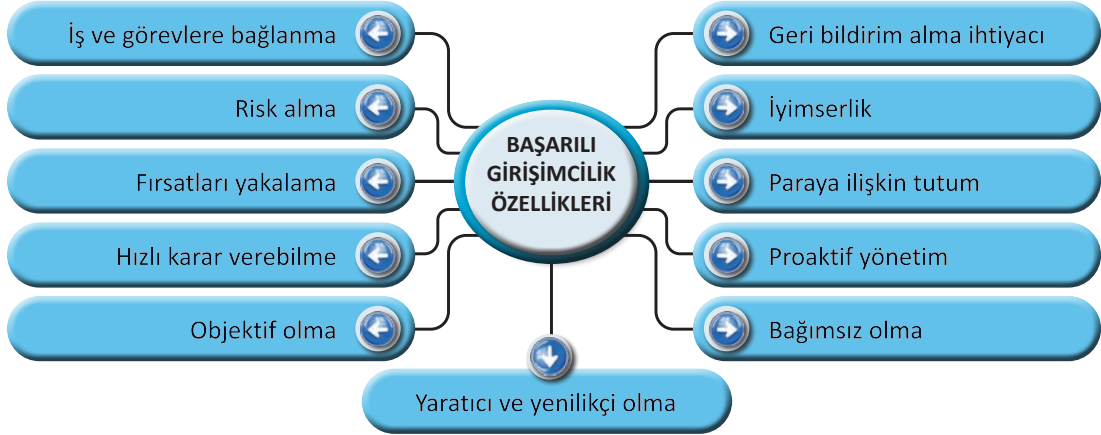 BAŞARILI
GİRİŞİMCİLİK
ÖZELLİKLERİ
İş ve görevlere bağlanma
Risk alma
Fırsatları yakalama
Hızlı karar verebilme
Objektif olma
Geri bildirim alma ihtiyacı
İyimserlik
Paraya ilişkin tutum
Proaktif yönetim
Bağımsız olma
Yaratıcı ve yenilikçi olma